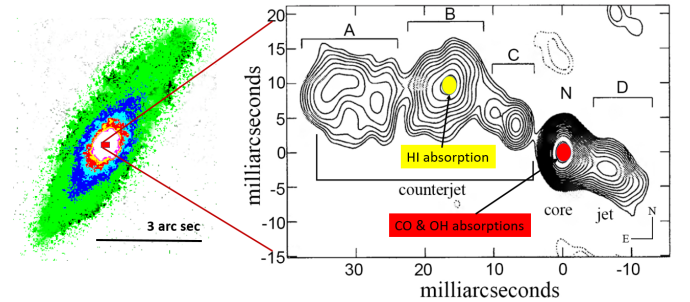 3 arc sec
milliarcseconds
20
15
10
5
0
-5
-10
-15
A
B
C
N
D
HI absorption
counterjet
CO & OH absorptions
core
jet
N
E
30
20
10
0
-10
milliarcseconds